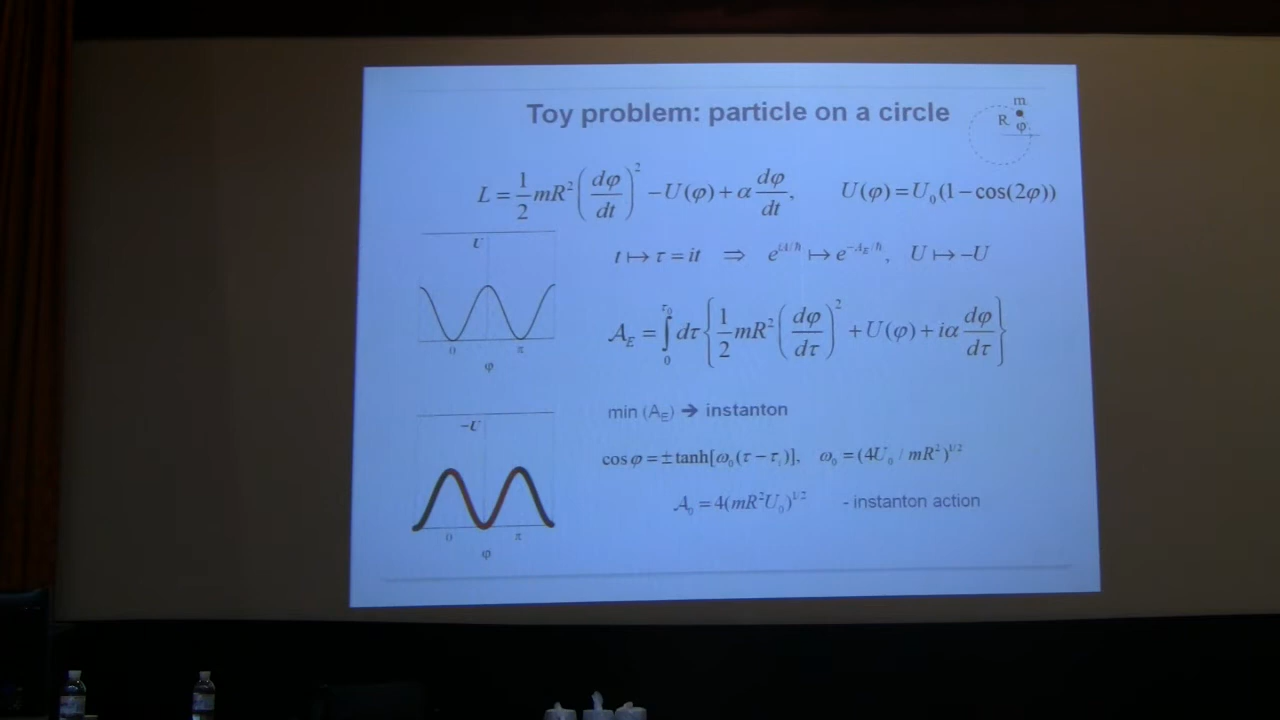 Toy problem: particle on a circle
m
R
φ
L = 1/2 mR² (dφ/dt)² − U(φ) + α dφ/dt, U(φ) = U₀(1 − cos(2φ))
U
0 π
φ
t ↦ τ = it ⇒ e^{iA/ħ} ↦ e^{−A_E/ħ}, U ↦ −U
A_E = ∫₀^{τ₀} dτ { 1/2 mR² (dφ/dτ)² + U(φ) + iα dφ/dτ }
min (A_E) ➔ instanton
−U
0 π
φ
cos φ = ± tanh[ω₀(τ − τᵢ)], ω₀ = (4U₀ / mR²)^{1/2}
A₀ = 4(mR²U₀)^{1/2} - instanton action